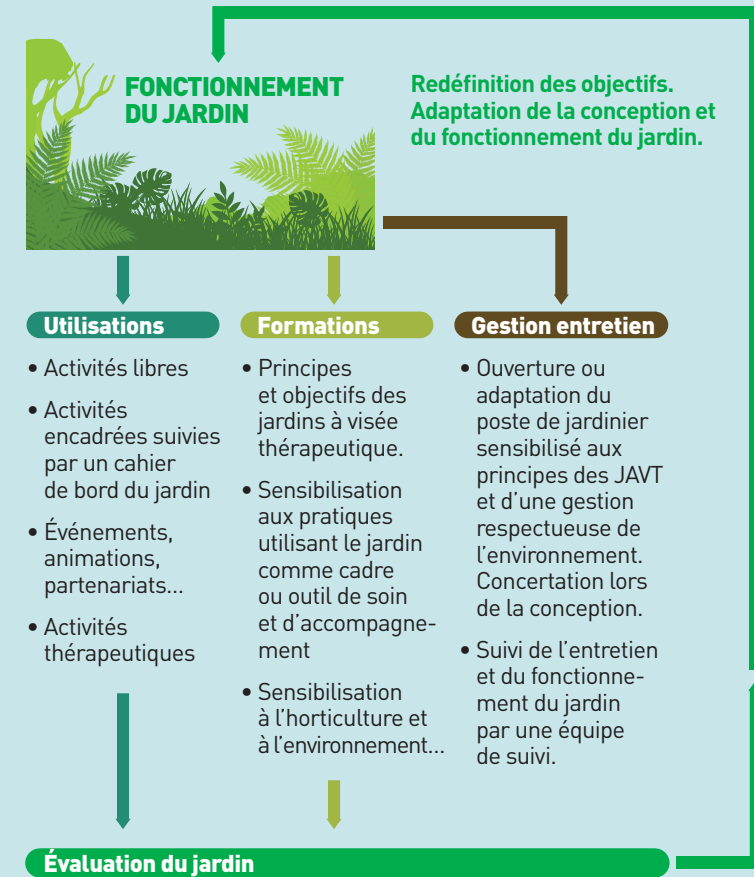 FONCTIONNEMENT
DU JARDIN
Redéfinition des objectifs.
Adaptation de la conception et
du fonctionnement du jardin.
Utilisations
• Activités libres
• Activités
encadrées suivies
par un cahier
de bord du jardin
• Événements,
animations,
partenariats...
• Activités
thérapeutiques
Formations
• Principes
et objectifs des
jardins à visée
thérapeutique.
• Sensibilisation
aux pratiques
utilisant le jardin
comme cadre
ou outil de soin
et d’accompagne-
ment
• Sensibilisation
à l’horticulture et
à l’environnement...
Gestion entretien
• Ouverture ou
adaptation du
poste de jardinier
sensibilisé aux
principes des JAVT
et d’une gestion
respectueuse de
l’environnement.
Concertation lors
de la conception.
• Suivi de l’entretien
et du fonctionne-
ment du jardin
par une équipe
de suivi.
Évaluation du jardin